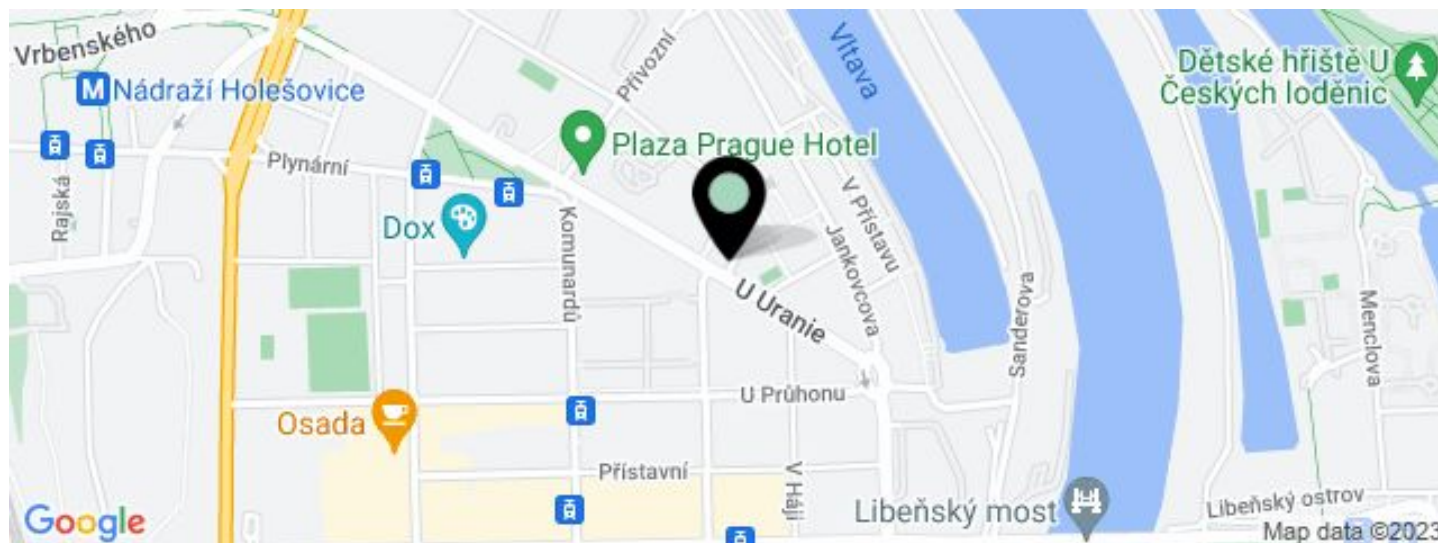 Vrbenského
M Nádraží Holešovice
Přívozní
Vltava
Dětské hřiště U
Českých loděnic
Plynární
Plaza Prague Hotel
Rajská
Dox
Komunardů
V Přístavu
Jankovcova
U Uranie
Sanderova
Menclova
U Průhonu
Osada
Přístavní
V Háji
Libeňský most
Libeňský ostrov
Google
Map data ©2023